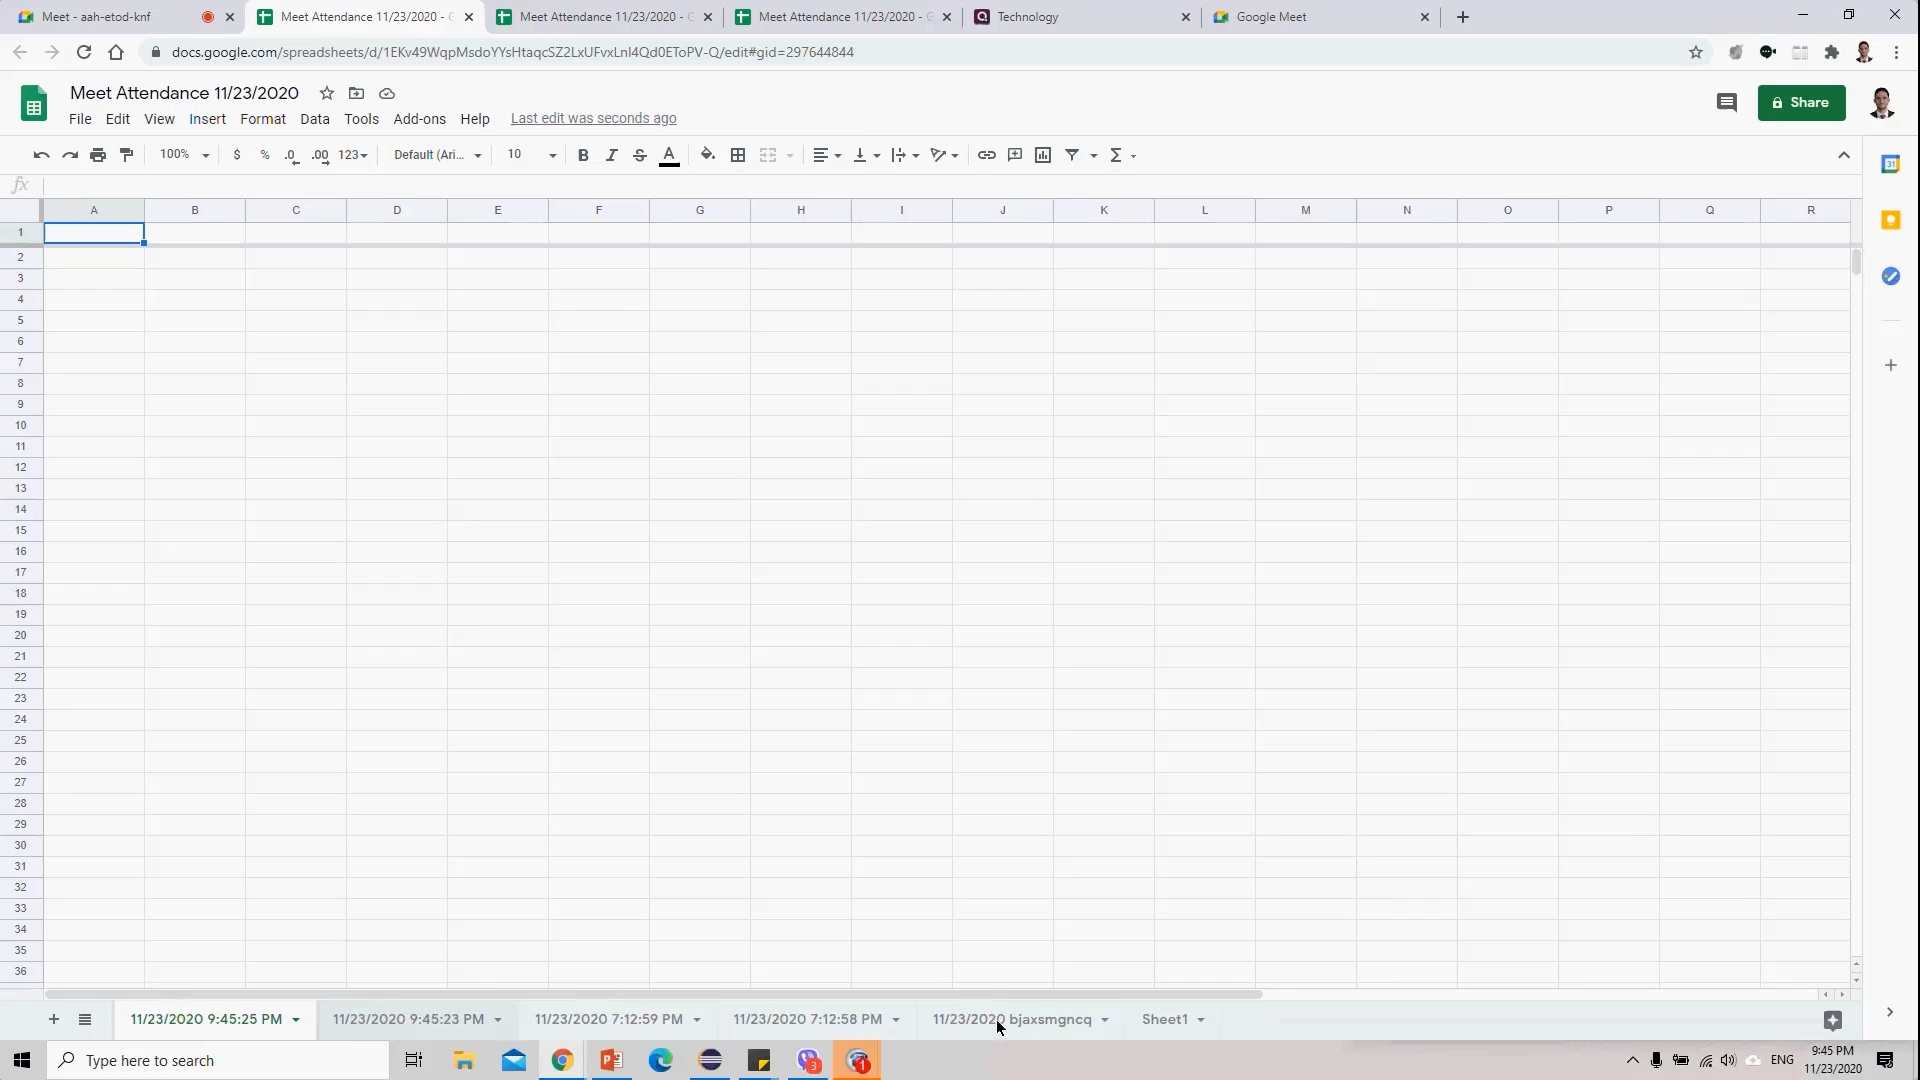 Meet - aah-etod-knf
Meet Attendance 11/23/2020 - G
Meet Attendance 11/23/2020 - G
Meet Attendance 11/23/2020 - G
Technology
Google Meet
docs.google.com/spreadsheets/d/1EKv49WqpMsdoYYsHtaqcSZ2LxUFvxLnI4Qd0EToPV-Q/edit#gid=297644844
Meet Attendance 11/23/2020
Share
File Edit View Insert Format Data Tools Add-ons Help Last edit was seconds ago
100% $ % .0 .00 123 Default (Ari... 10 B I S A Σ
fx
A B C D E F G H I J K L M N O P Q R
1
2
3
4
5
6
7
8
9
10
11
12
13
14
15
16
17
18
19
20
21
22
23
24
25
26
27
28
29
30
31
32
33
34
35
36
31
11/23/2020 9:45:25 PM
11/23/2020 9:45:23 PM
11/23/2020 7:12:59 PM
11/23/2020 7:12:58 PM
11/23/2020 bjaxsmgncq
Sheet1
Type here to search
3
1
ENG
9:45 PM
11/23/2020